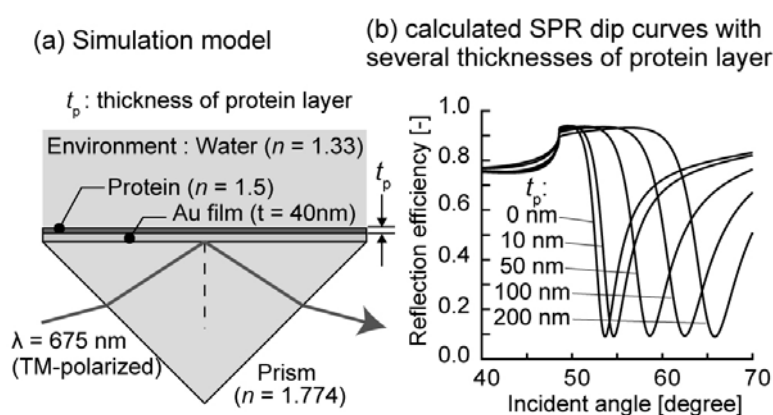 (a) Simulation model
tp : thickness of protein layer
Environment : Water (n = 1.33)
tp
Protein (n = 1.5)
Au film (t = 40nm)
λ = 675 nm
(TM-polarized)
Prism
(n = 1.774)
(b) calculated SPR dip curves with
several thicknesses of protein layer
Reflection efficiency [-]
1.0
0.8
0.6
0.4
0.2
0.0
tp:
0 nm
10 nm
50 nm
100 nm
200 nm
40 50 60 70
Incident angle [degree]